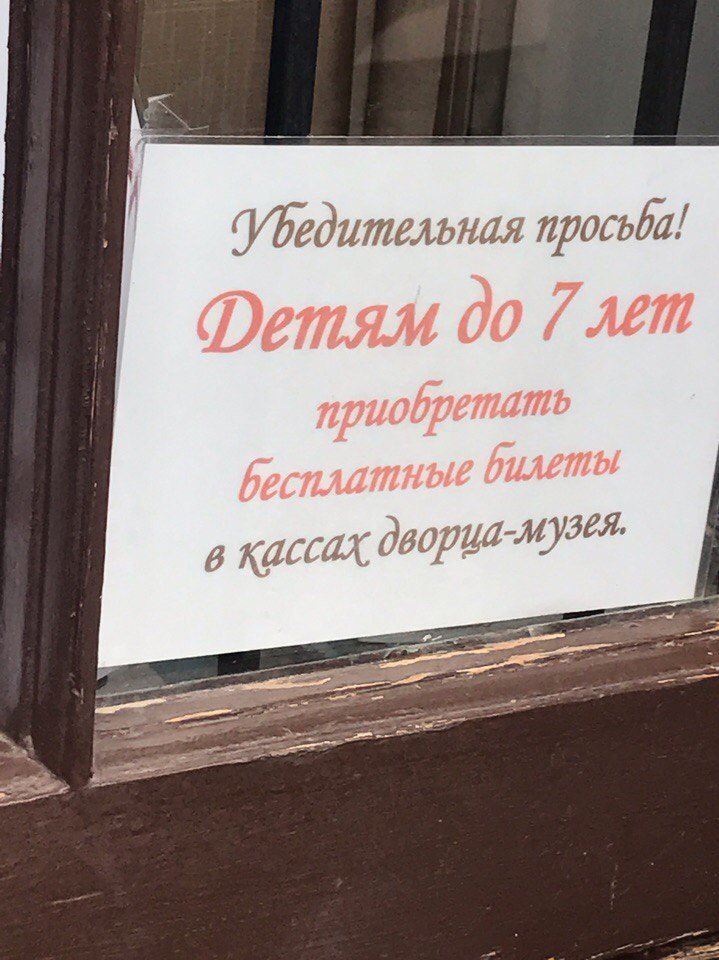 Убедительная просьба!
Детям до 7 лет
приобретать
бесплатные билеты
в кассах дворца-музея.